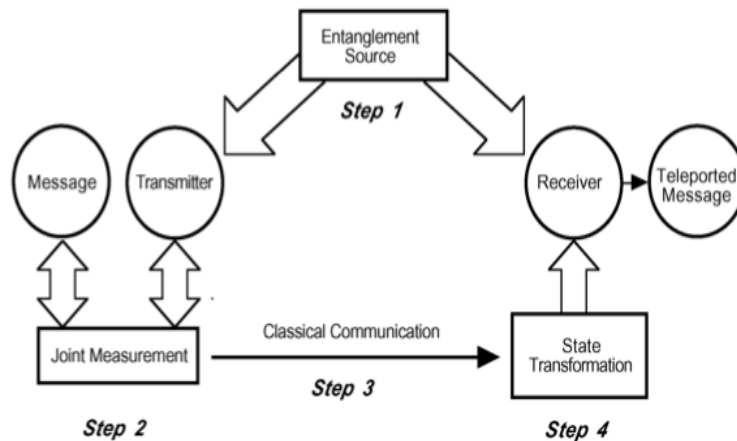 Entanglement
Source
Step 1
Message
Transmitter
Receiver
Teleported
Message
Joint Measurement
Classical Communication
Step 3
State
Transformation
Step 2
Step 4